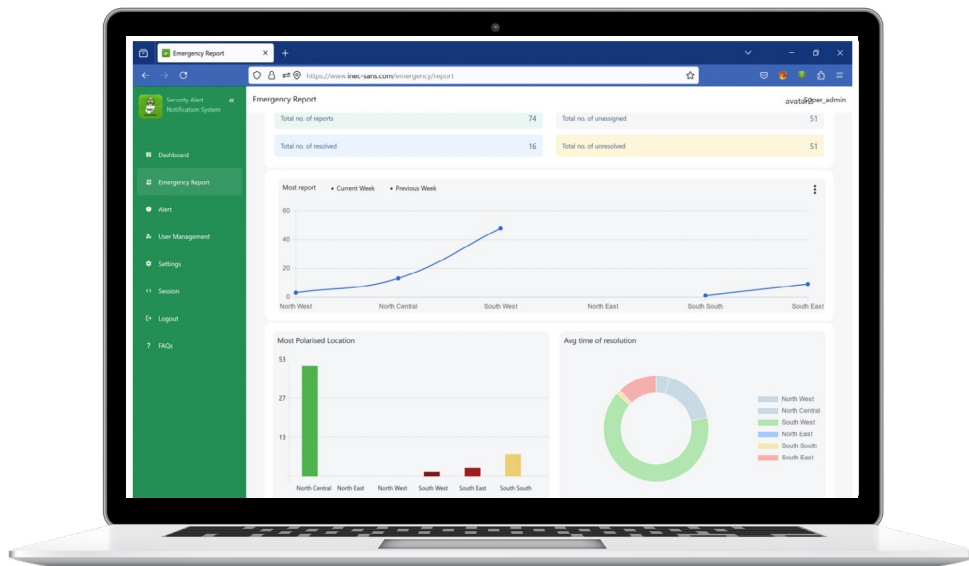 Emergency Report
https://www.inec-sans.com/emergency/report
Security Alert
Notification System
Emergency Report
Total no. of reports 74
Total no. of unassigned 51
Total no. of resolved 16
Total no. of unresolved 51
Dashboard
Emergency Report
Alert
User Management
Settings
Session
Logout
FAQs
Most report • Current Week • Previous Week
60
40
20
0
North West North Central South West North East South South South East
Most Polarised Location
53
27
13
North Central North East North West South West South East South South
Avg time of resolution
North West
North Central
South West
North East
South South
South East